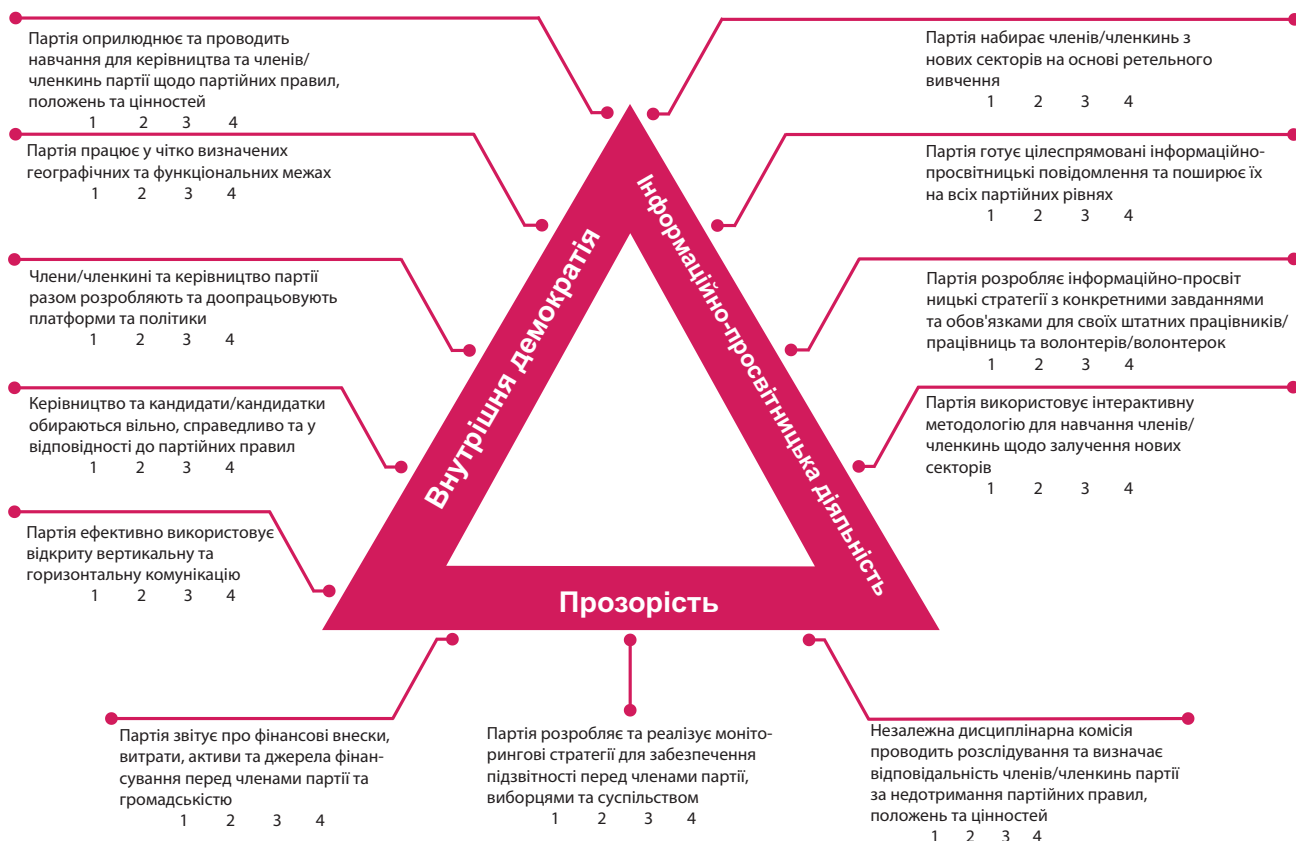 Партія оприлюднює та проводить
навчання для керівництва та членів/
членкинь партії щодо партійних правил,
положень та цінностей
1 2 3 4
Партія працює у чітко визначених
географічних та функціональних межах
1 2 3 4
Члени/членкині та керівництво партії
разом розробляють та доопрацьовують
платформи та політики
1 2 3 4
Керівництво та кандидати/кандидатки
обираються вільно, справедливо та у
відповідності до партійних правил
1 2 3 4
Партія ефективно використовує
відкриту вертикальну та
горизонтальну комунікацію
1 2 3 4
Внутрішня демократія
Інформаційно-просвітницька діяльність
Прозорість
Партія набирає членів/членкинь з
нових секторів на основі ретельного
вивчення
1 2 3 4
Партія готує цілеспрямовані інформаційно-
просвітницькі повідомлення та поширює їх
на всіх партійних рівнях
1 2 3 4
Партія розробляє інформаційно-просвіт
ницькі стратегії з конкретними завданнями
та обов'язками для своїх штатних працівників/
працівниць та волонтерів/волонтерок
1 2 3 4
Партія використовує інтерактивну
методологію для навчання членів/
членкинь щодо залучення нових
секторів
1 2 3 4
Партія звітує про фінансові внески,
витрати, активи та джерела фінан-
сування перед членами партії та
громадськістю
1 2 3 4
Партія розробляє та реалізує моніто-
рингові стратегії для забезпечення
підзвітності перед членами партії,
виборцями та суспільством
1 2 3 4
Незалежна дисциплінарна комісія
проводить розслідування та визначає
відповідальність членів/членкинь партії
за недотримання партійних правил,
положень та цінностей
1 2 3 4